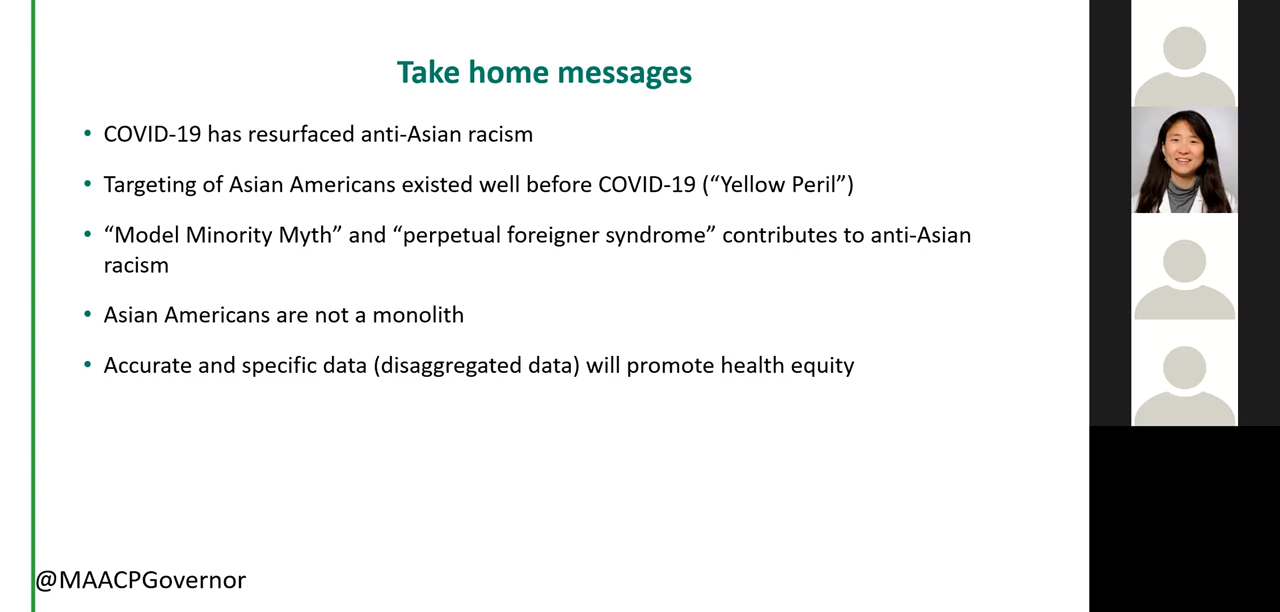 Take home messages
• COVID-19 has resurfaced anti-Asian racism
• Targeting of Asian Americans existed well before COVID-19 (“Yellow Peril”)
• “Model Minority Myth” and “perpetual foreigner syndrome” contributes to anti-Asian
racism
• Asian Americans are not a monolith
• Accurate and specific data (disaggregated data) will promote health equity
@MAACPGovernor